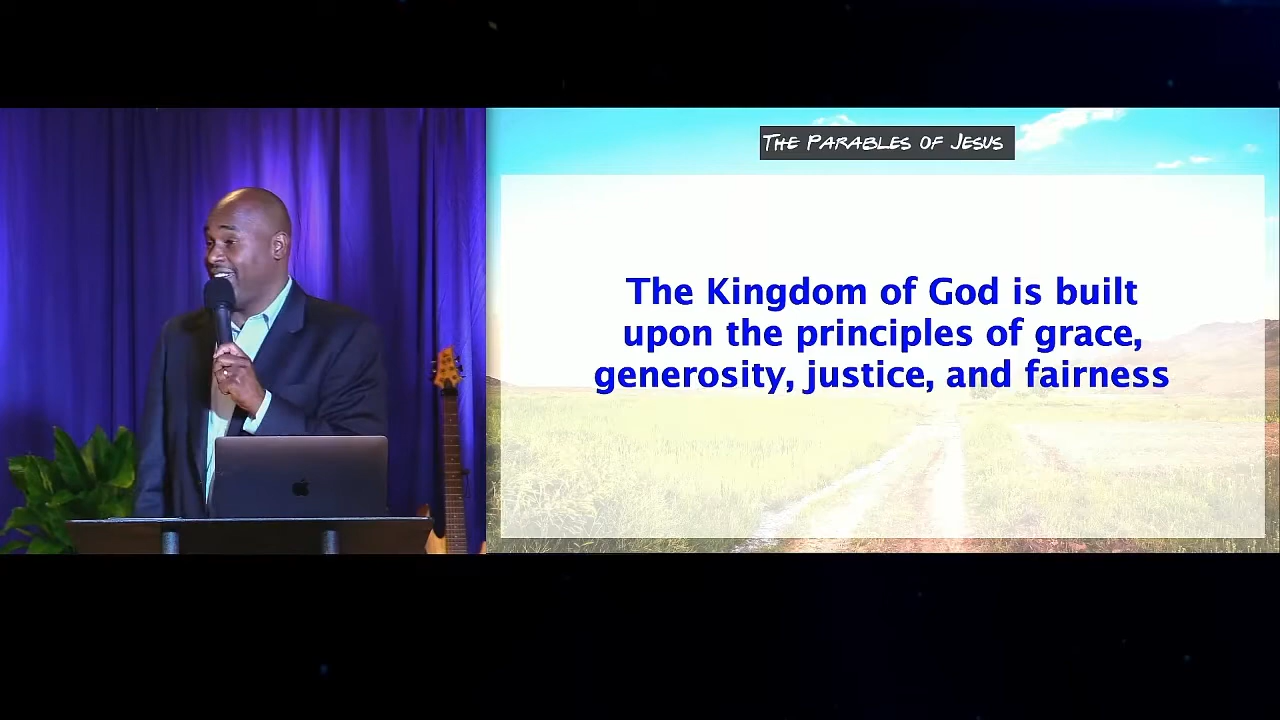 The Parables of Jesus
The Kingdom of God is built
upon the principles of grace,
generosity, justice, and fairness